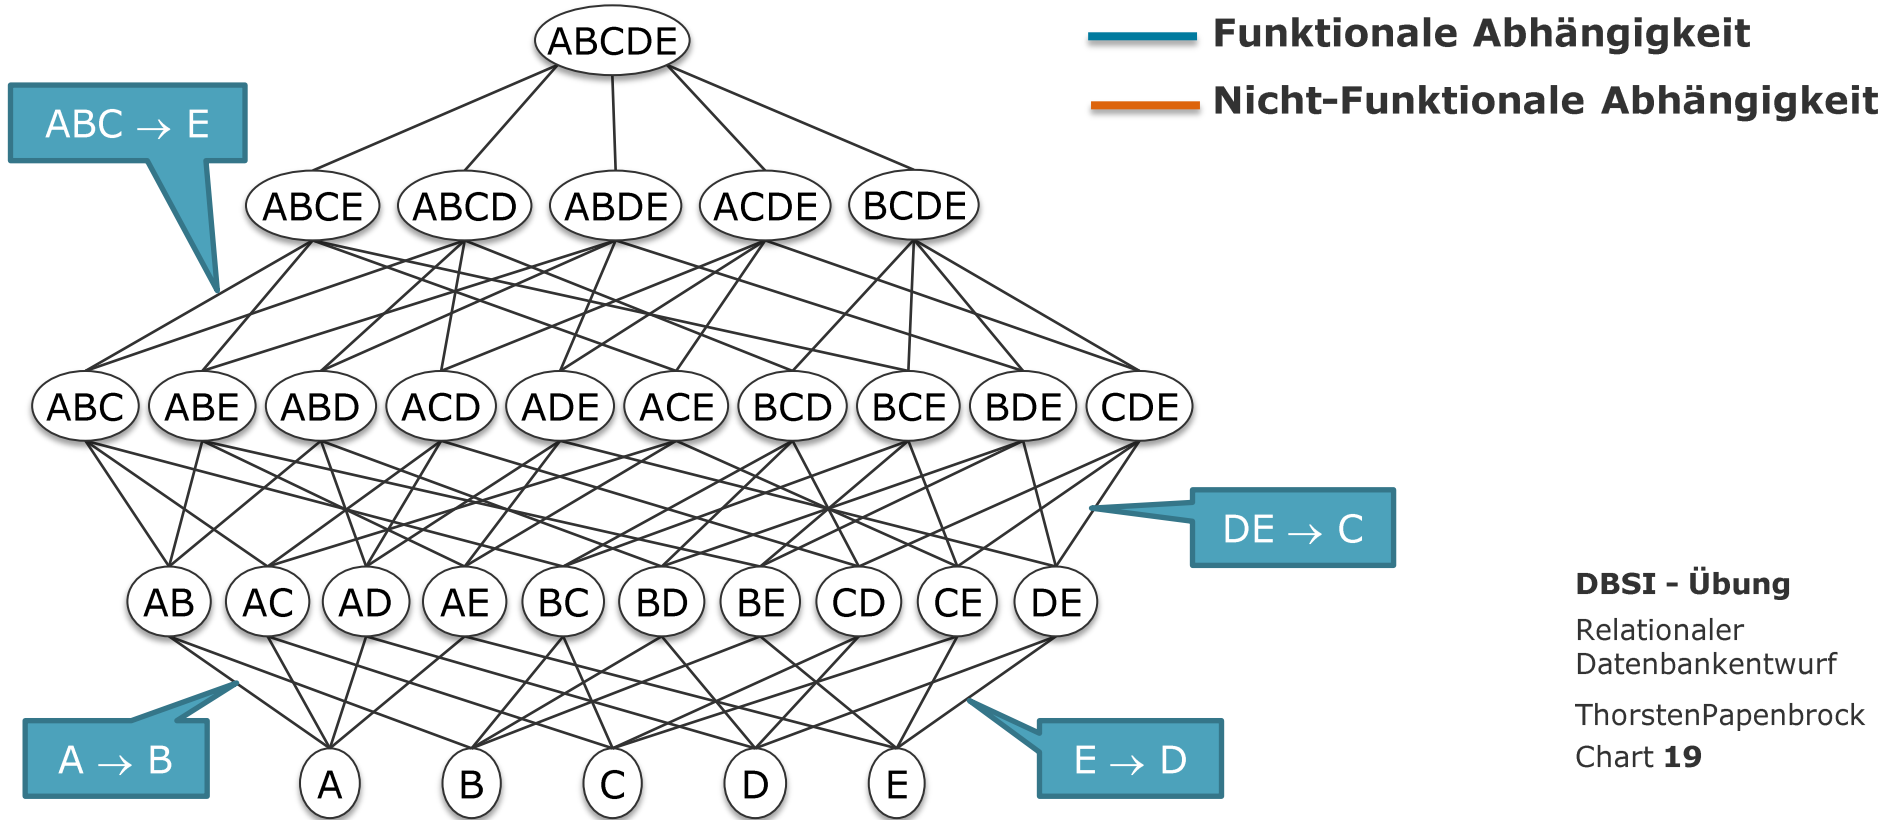 ABCDE
Funktionale Abhängigkeit
Nicht-Funktionale Abhängigkeit
ABC → E
ABCE ABCD ABDE ACDE BCDE
ABC ABE ABD ACD ADE ACE BCD BCE BDE CDE
DE → C
AB AC AD AE BC BD BE CD CE DE
A → B
E → D
A B C D E
DBSI - Übung
Relationaler
Datenbankentwurf
ThorstenPapenbrock
Chart 19